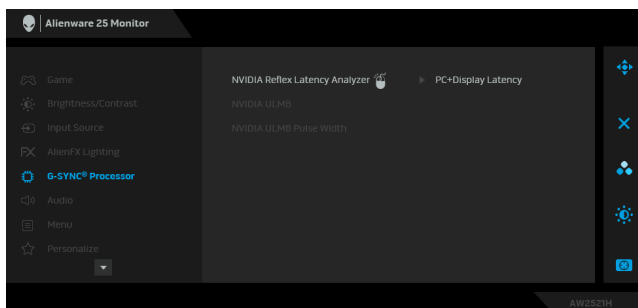 Alienware 25 Monitor
Game
Brightness/Contrast
Input Source
AlienFX Lighting
G-SYNC® Processor
Audio
Menu
Personalize
NVIDIA Reflex Latency Analyzer PC+Display Latency
NVIDIA ULMB
NVIDIA ULMB Pulse Width
AW2521H